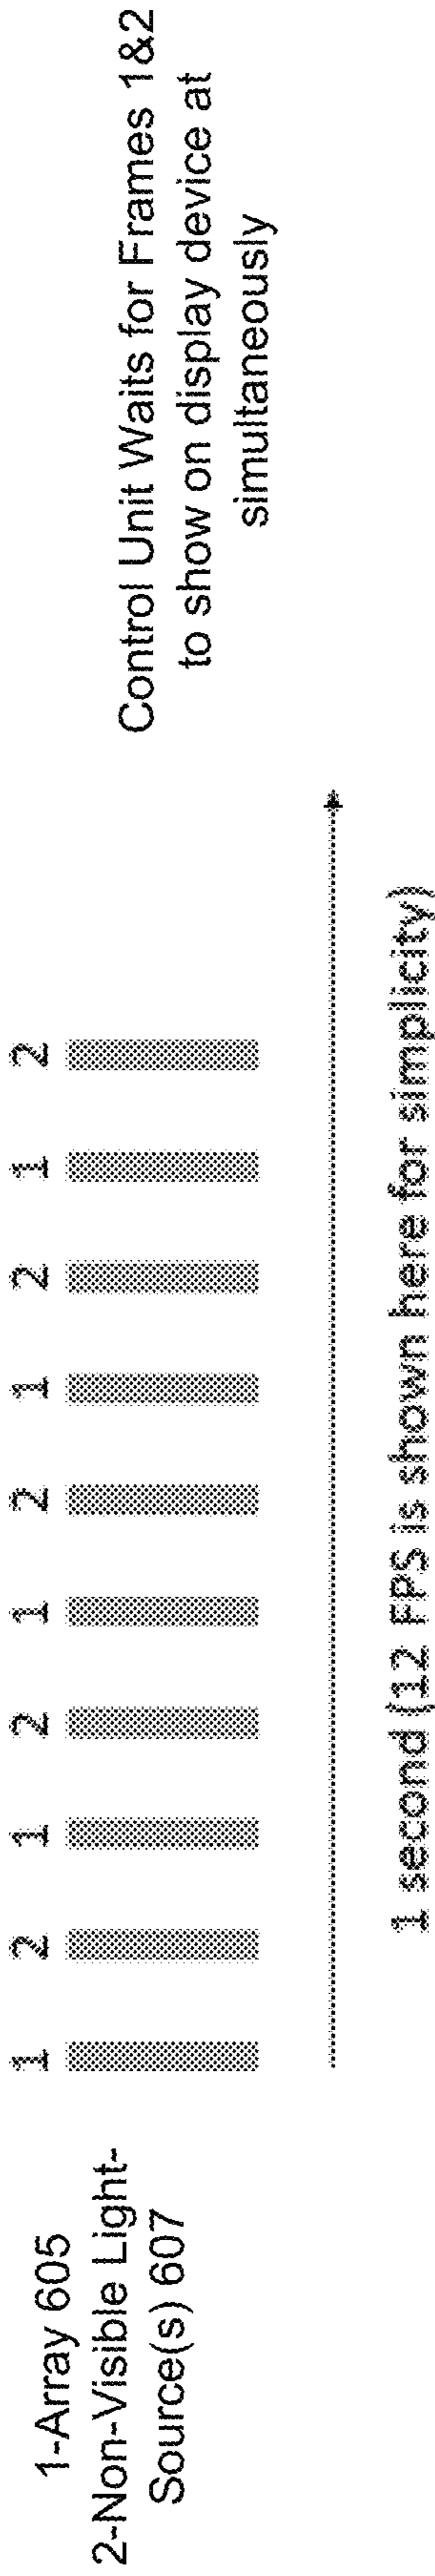 1-Array 605
2-Non-Visible Light-
Source(s) 607
1 2 1 2 1 2 1 2 1 2
Control Unit Waits for Frames 1&2
to show on display device at
simultaneously
1 second (12 FPS is shown here for simplicity)